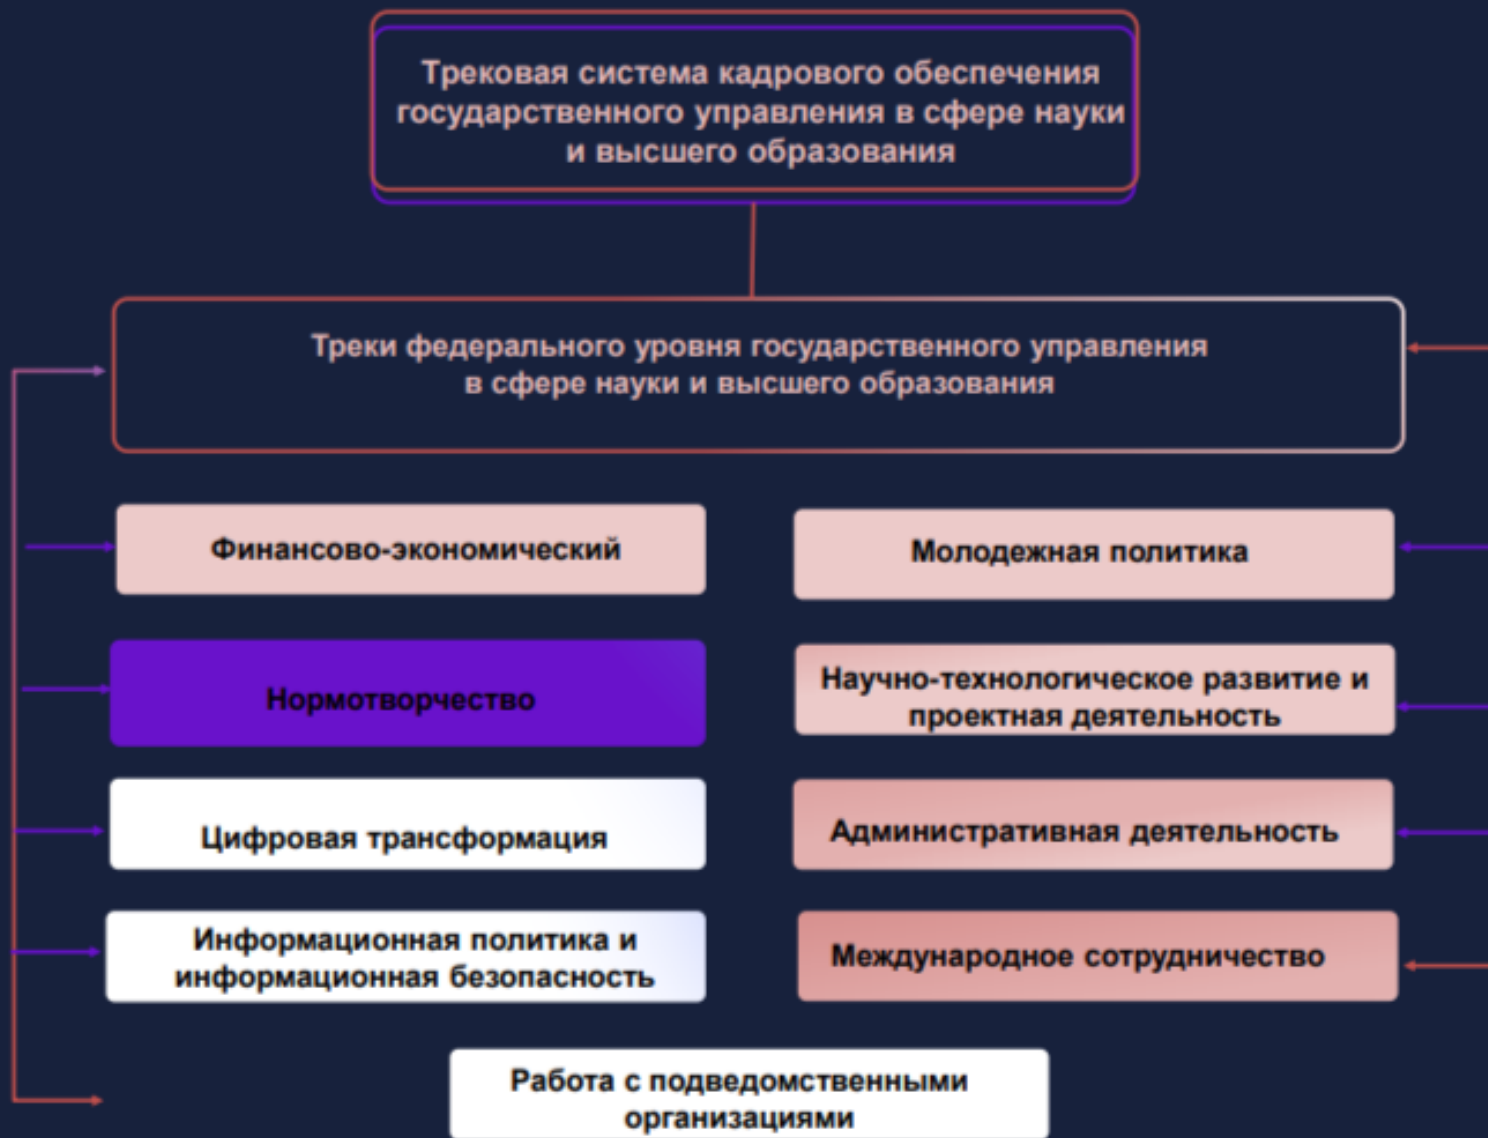 Трековая система кадрового обеспечения
государственного управления в сфере науки
и высшего образования
Треки федерального уровня государственного управления
в сфере науки и высшего образования
Финансово-экономический
Молодежная политика
Нормотворчество
Научно-технологическое развитие и
проектная деятельность
Цифровая трансформация
Административная деятельность
Информационная политика и
информационная безопасность
Международное сотрудничество
Работа с подведомственными
организациями